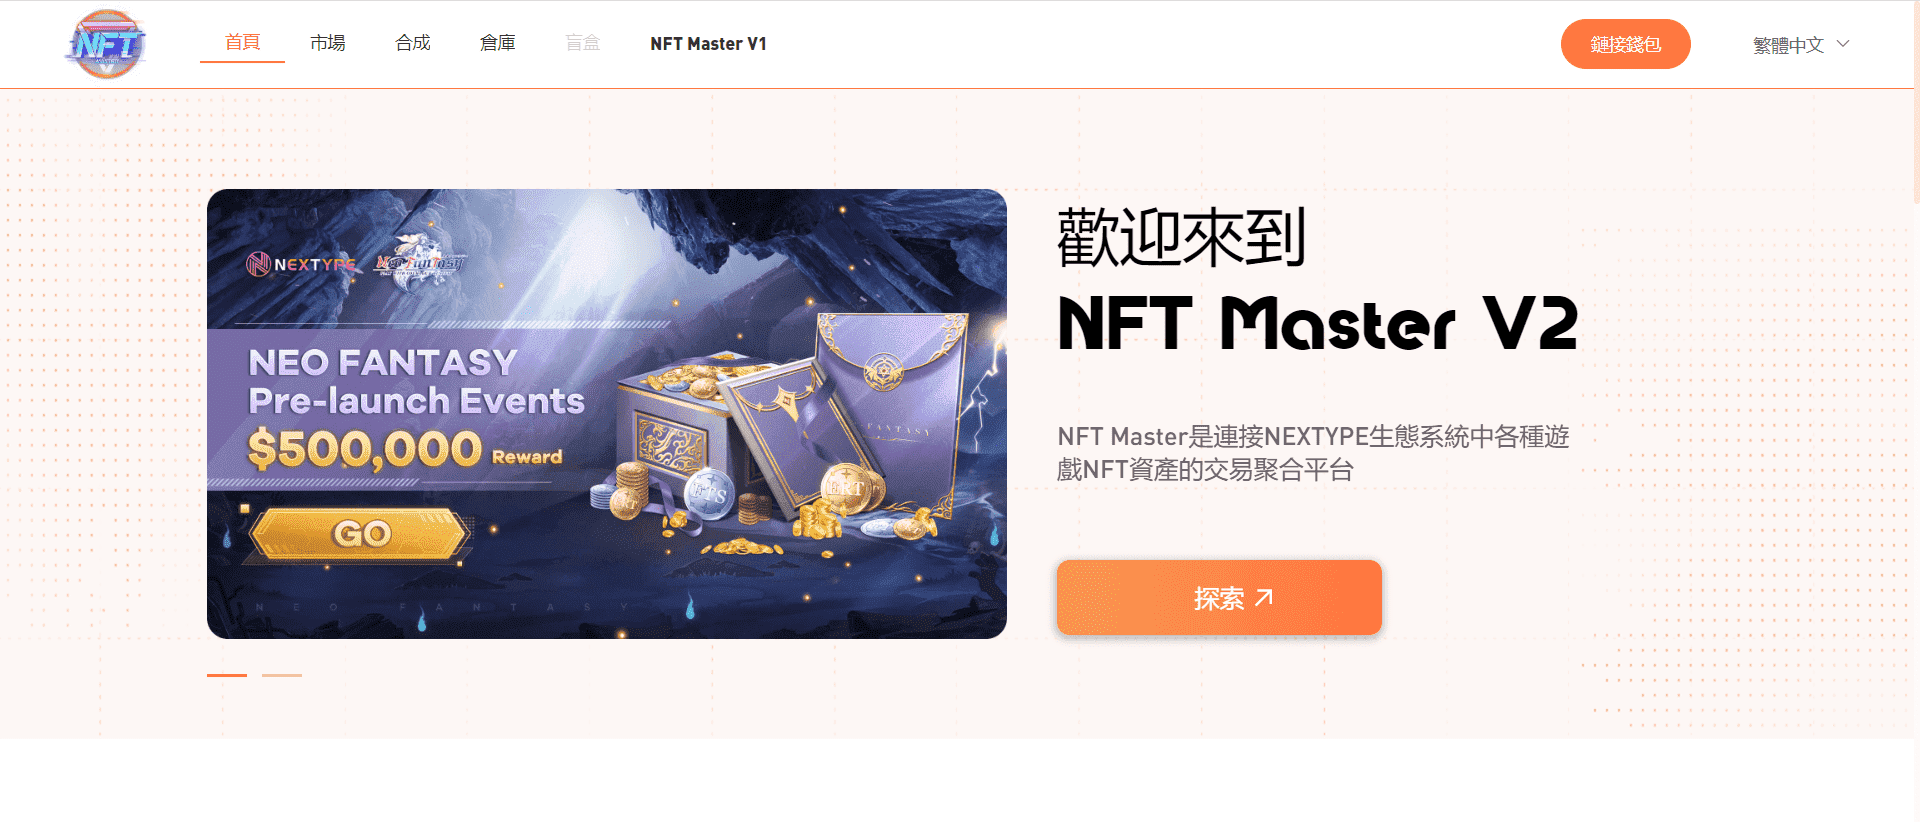 NFT
首頁
市場
合成
倉庫
盲盒
NFT Master V1
鏈接錢包
繁體中文
NEXTYPE
NEO FANTASY
NEO FANTASY
Pre-launch Events
$500,000 Reward
GO
FANTASY
ETS
ERT
NEO FANTASY
歡迎來到
NFT Master V2
NFT Master是連接NEXTYPE生態系統中各種遊
戲NFT資產的交易聚合平台
探索